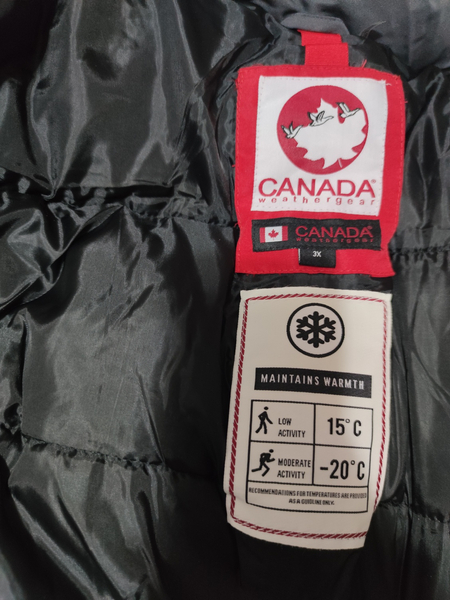 CANADA®
weathergear
CANADA®
weathergear
3X
MAINTAINS WARMTH
LOW
ACTIVITY
15°C
MODERATE
ACTIVITY
-20°C
RECOMMENDATIONS FOR TEMPERATURES ARE PROVIDED
AS A GUIDELINE ONLY.